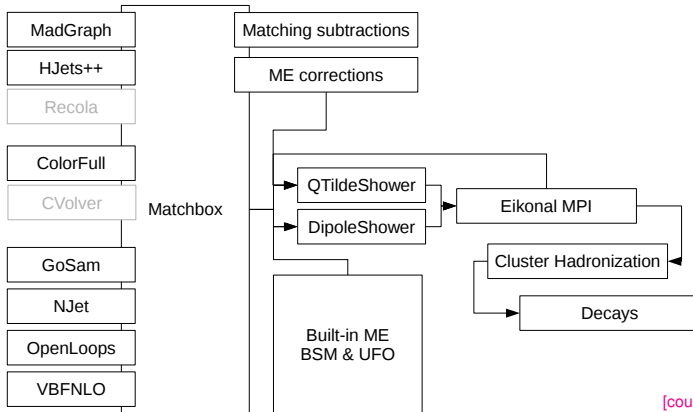 MadGraph
HJets++
Recola
ColorFull
CVolver
GoSam
NJet
OpenLoops
VBFNLO
Matchbox
Matching subtractions
ME corrections
QTildeShower
DipoleShower
Built-in ME
BSM & UFO
Eikonal MPI
Cluster Hadronization
Decays
[cou